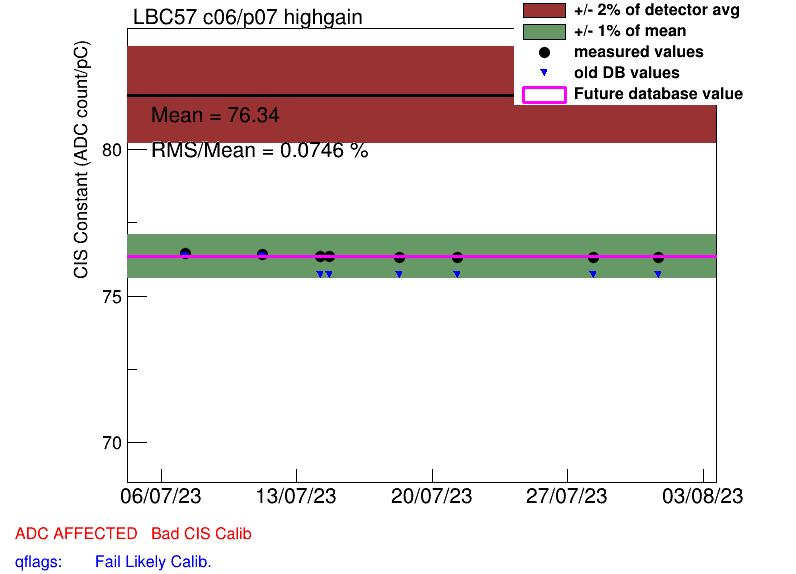 LBC57 c06/p07 highgain
+/- 2% of detector avg
+/- 1% of mean
measured values
old DB values
Future database value
Mean = 76.34
RMS/Mean = 0.0746 %
CIS Constant (ADC count/pC)
80
75
70
06/07/23 13/07/23 20/07/23 27/07/23 03/08/23
ADC AFFECTED Bad CIS Calib
qflags: Fail Likely Calib.